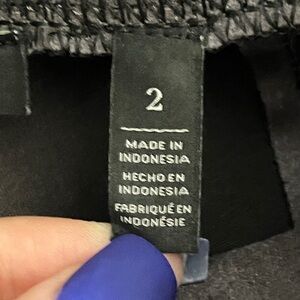 2
MADE IN
INDONESIA
HECHO EN
INDONESIA
FABRIQUÉ EN
INDONÉSIE